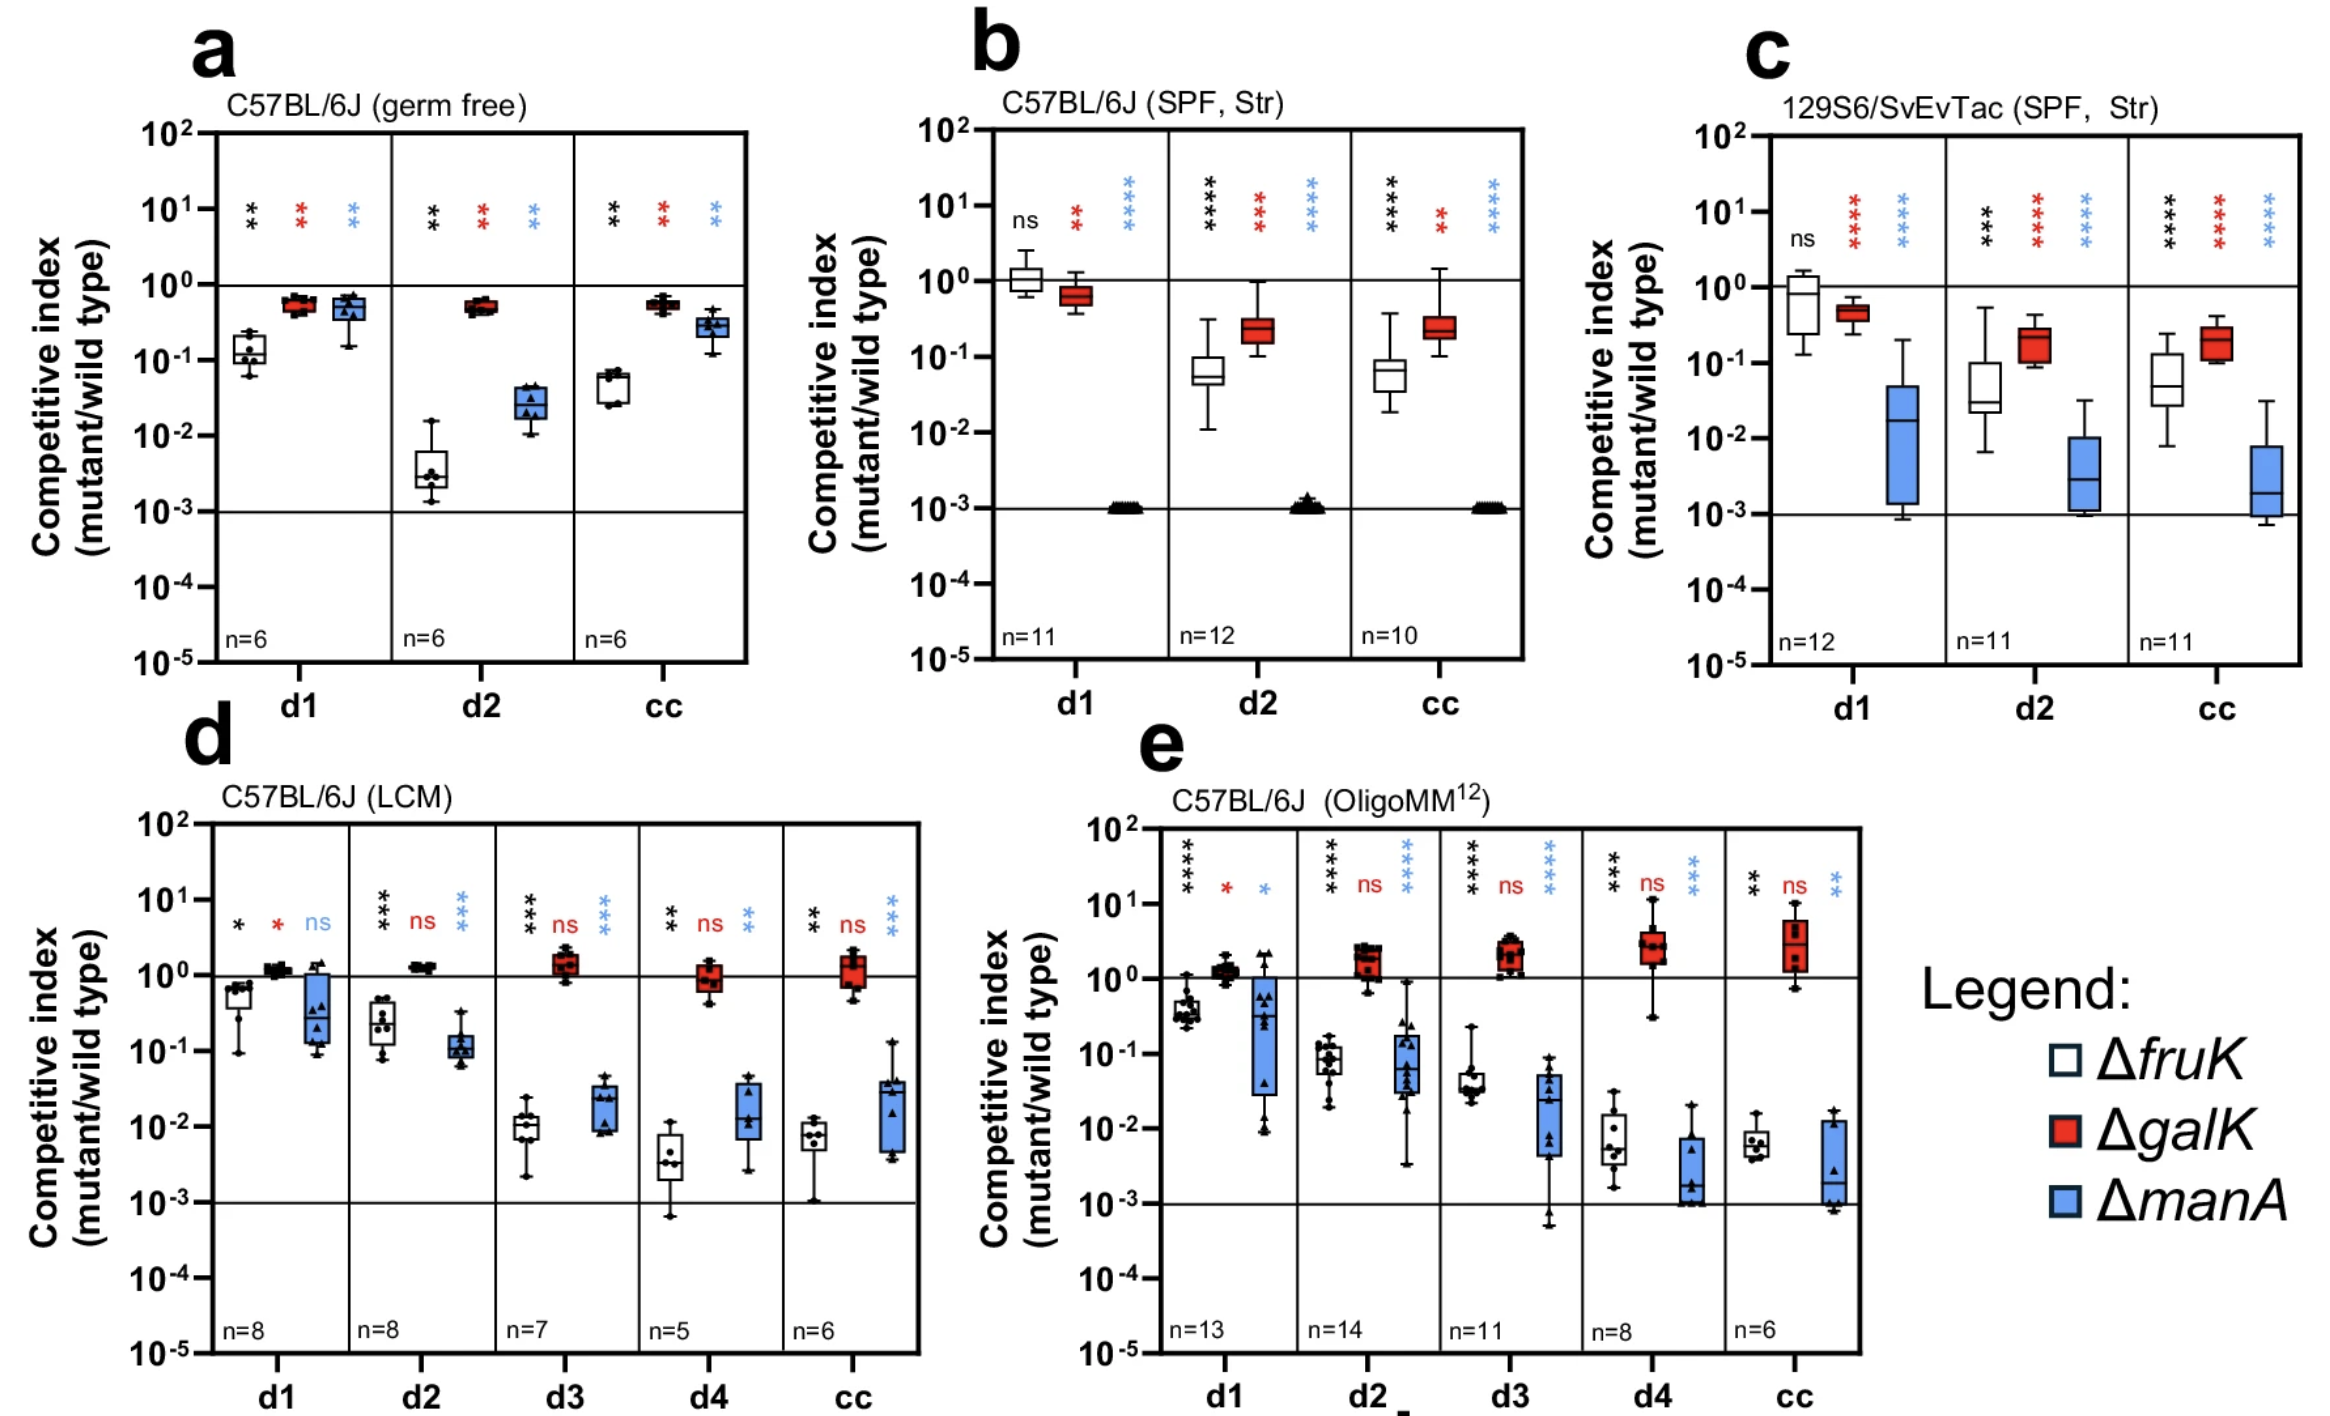 a
C57BL/6J (germ free)
Competitive index
(mutant/wild type)
10² 10¹ 10⁰ 10⁻¹ 10⁻² 10⁻³ 10⁻⁴ 10⁻⁵
** ** ** ** ** ** ** ** **
n=6 n=6 n=6
d1 d2 cc
b
C57BL/6J (SPF, Str)
Competitive index
(mutant/wild type)
10² 10¹ 10⁰ 10⁻¹ 10⁻² 10⁻³ 10⁻⁴ 10⁻⁵
ns ** **** **** *** **** **** ** ****
n=11 n=12 n=10
d1 d2 cc
c
129S6/SvEvTac (SPF, Str)
Competitive index
(mutant/wild type)
10² 10¹ 10⁰ 10⁻¹ 10⁻² 10⁻³ 10⁻⁴ 10⁻⁵
ns **** **** *** **** **** **** **** ****
n=12 n=11 n=11
d1 d2 cc
d
C57BL/6J (LCM)
Competitive index
(mutant/wild type)
10² 10¹ 10⁰ 10⁻¹ 10⁻² 10⁻³ 10⁻⁴ 10⁻⁵
* * ns *** ns *** *** ns *** ** ns ** ** ns ***
n=8 n=8 n=7 n=5 n=6
d1 d2 d3 d4 cc
e
C57BL/6J (OligoMM¹²)
Competitive index
(mutant/wild type)
10² 10¹ 10⁰ 10⁻¹ 10⁻² 10⁻³ 10⁻⁴ 10⁻⁵
**** * * **** ns **** **** ns **** *** ns *** ** ns **
n=13 n=14 n=11 n=8 n=6
d1 d2 d3 d4 cc
Legend:
ΔfruK
ΔgalK
ΔmanA